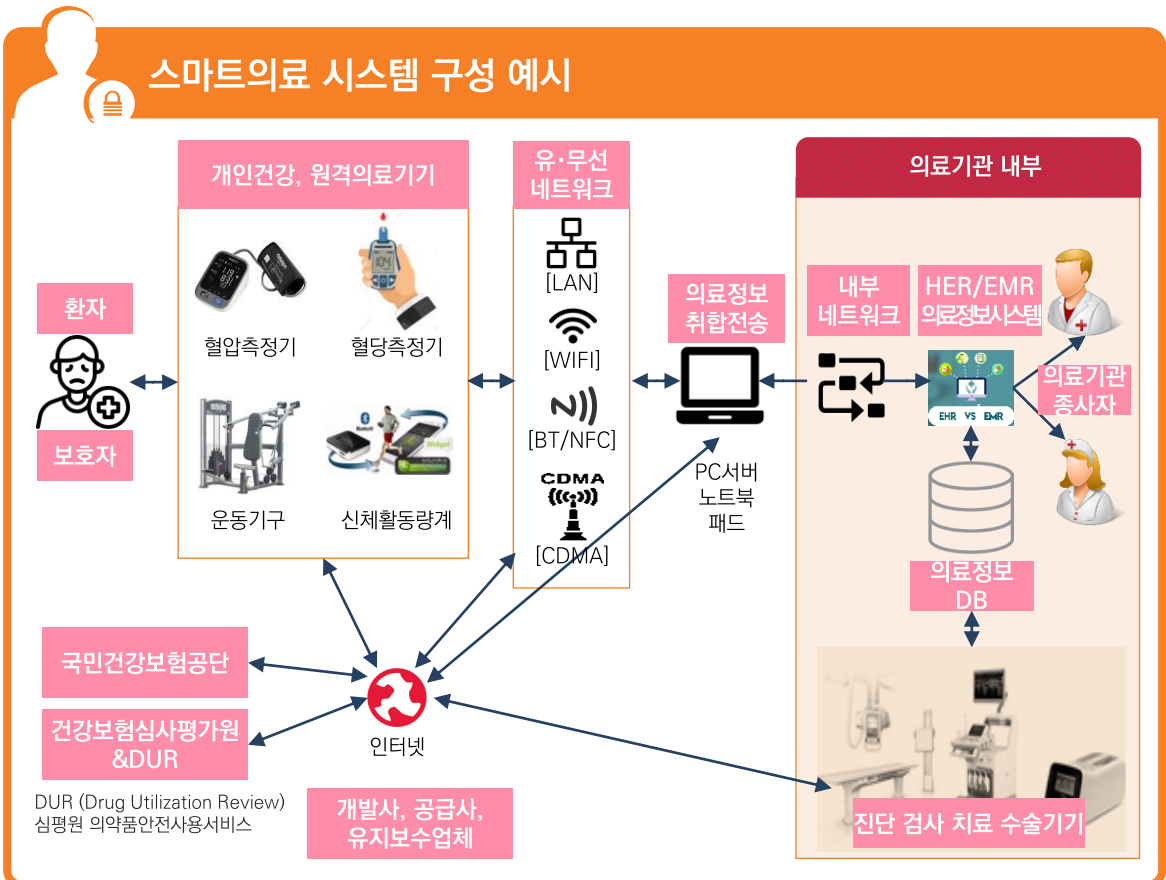 스마트의료 시스템 구성 예시
개인건강, 원격의료기기
유·무선
네트워크
의료기관 내부
환자
보호자
혈압측정기
혈당측정기
운동기구
신체활동량계
[LAN]
[WIFI]
[BT/NFC]
CDMA
[CDMA]
의료정보
취합전송
PC서버
노트북
패드
내부
네트워크
HER/EMR
의료정보시스템
EHR VS EMR
의료기관
종사자
의료정보
DB
진단 검사 치료 수술기기
국민건강보험공단
건강보험심사평가원
&DUR
인터넷
DUR (Drug Utilization Review)
심평원 의약품안전사용서비스
개발사, 공급사,
유지보수업체
Bluetooth
Widget
104